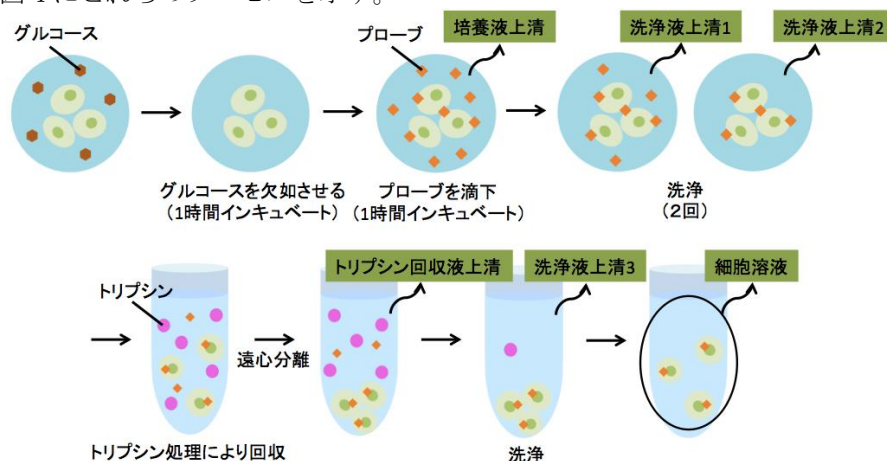 グルコース
プローブ
培養液上清
洗浄液上清1
洗浄液上清2
グルコースを欠如させる
(1時間インキュベート)
プローブを滴下
(1時間インキュベート)
洗浄
(2回)
トリプシン
トリプシン回収液上清
洗浄液上清3
細胞溶液
遠心分離
トリプシン処理により回収
洗浄